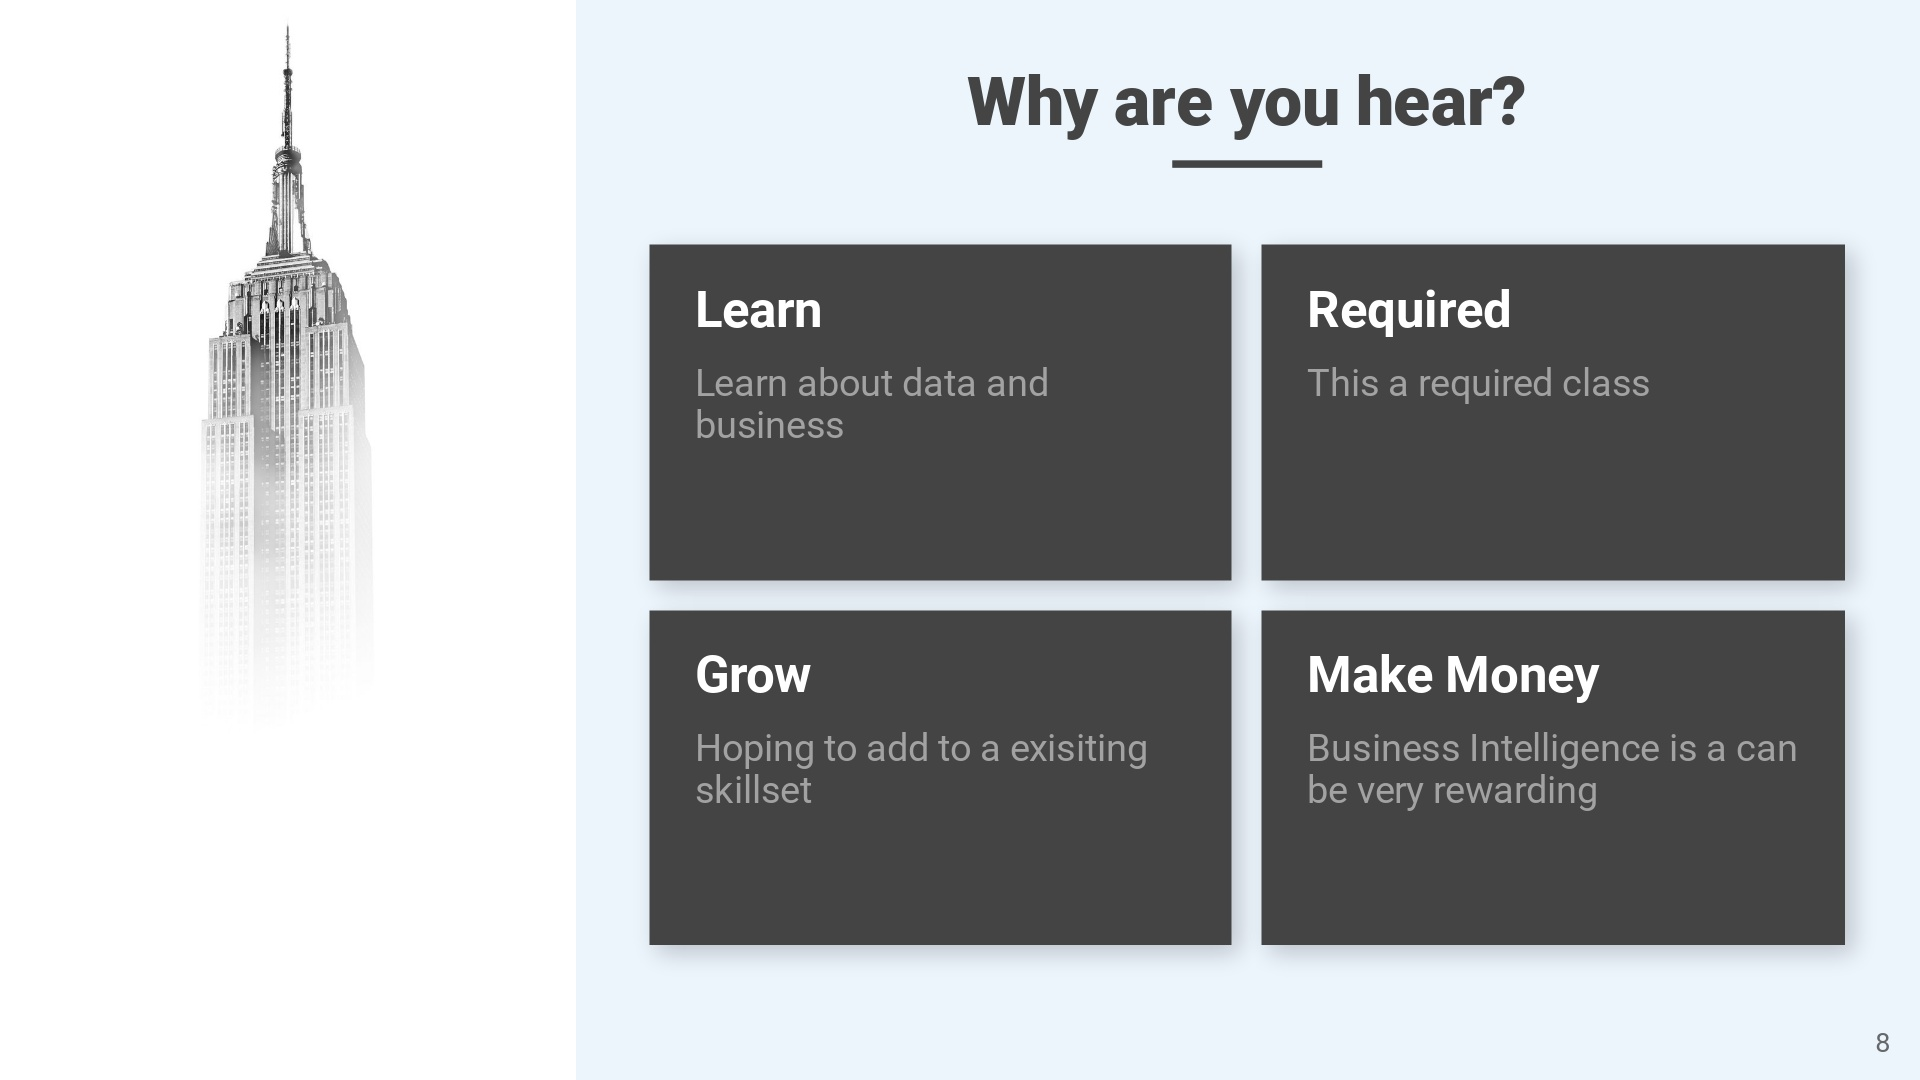 Why are you hear?
Learn
Learn about data and
business
Required
This a required class
Grow
Hoping to add to a exisiting
skillset
Make Money
Business Intelligence is a can
be very rewarding
8